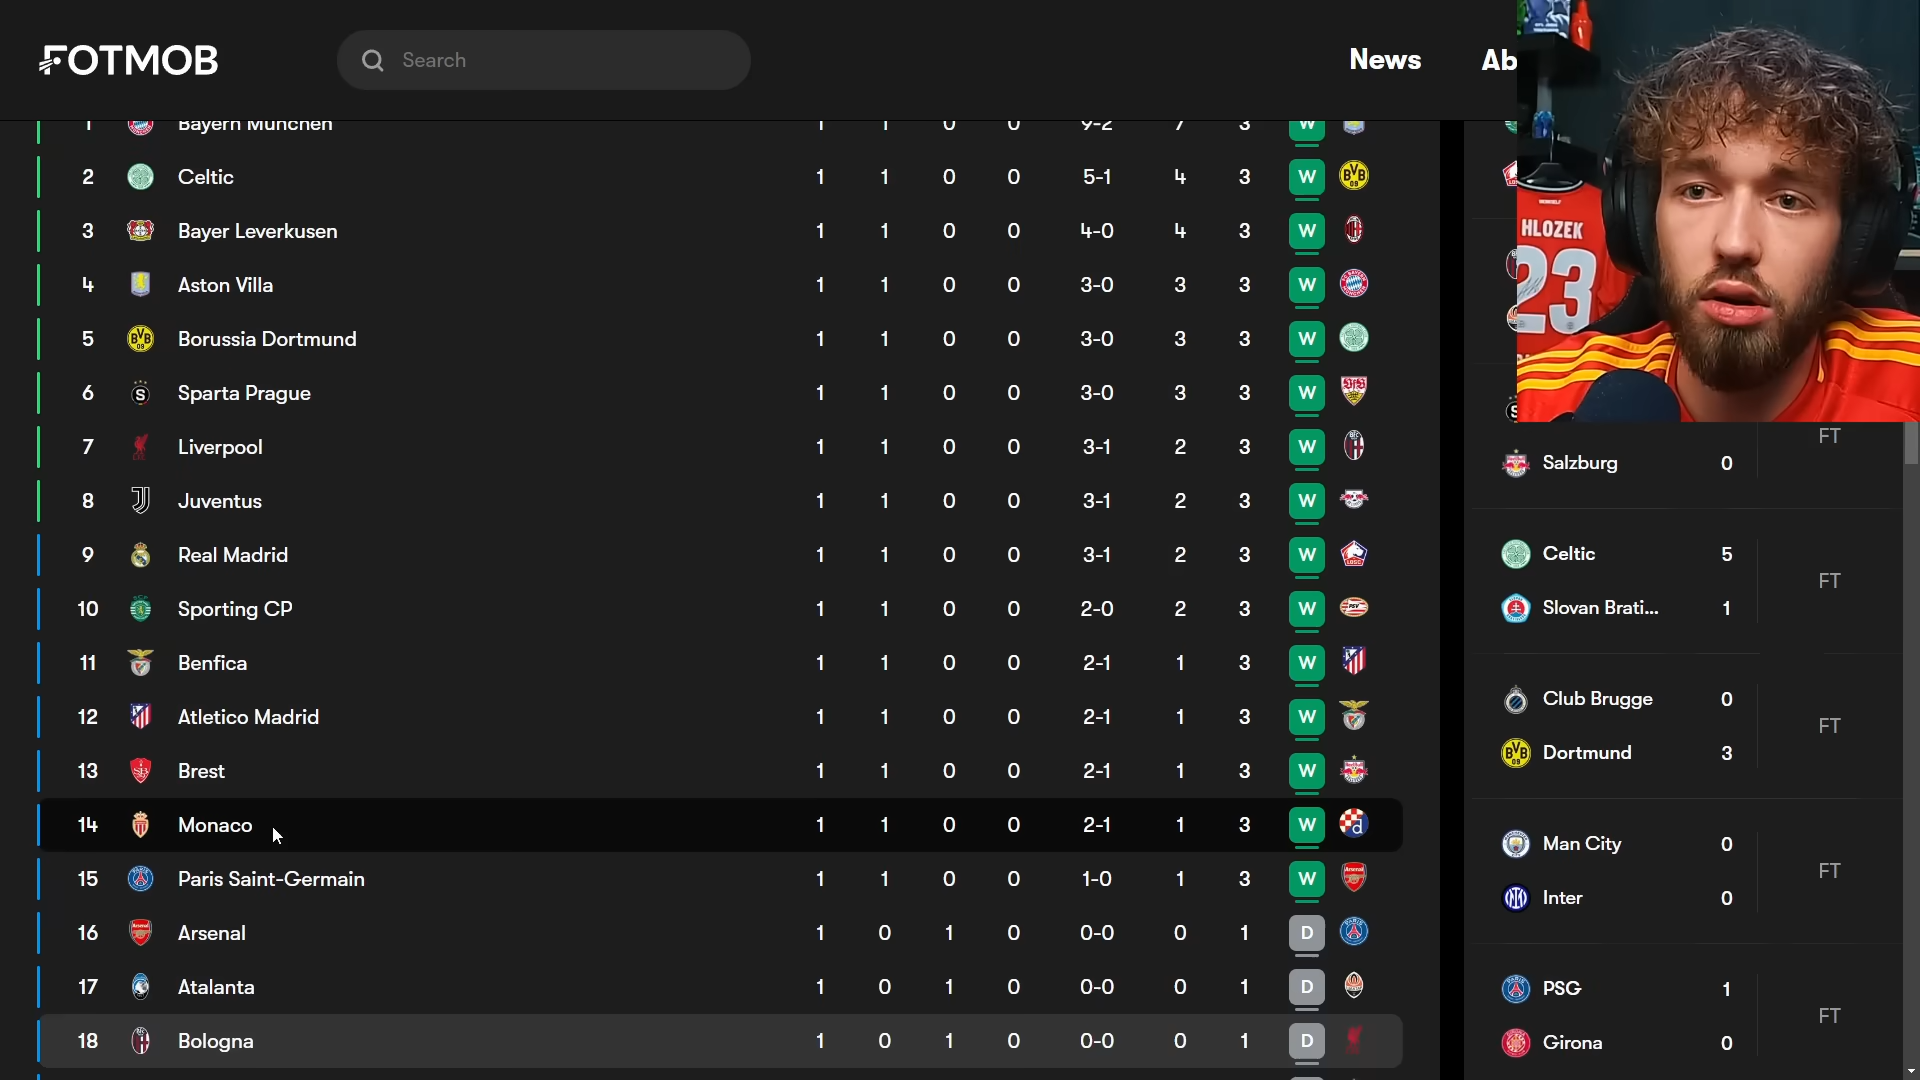 FOTMOB
Search
News
Ab
1 Bayern München 1 1 0 0 9-2 7 3 W
2 Celtic 1 1 0 0 5-1 4 3 W
3 Bayer Leverkusen 1 1 0 0 4-0 4 3 W
4 Aston Villa 1 1 0 0 3-0 3 3 W
5 Borussia Dortmund 1 1 0 0 3-0 3 3 W
6 Sparta Prague 1 1 0 0 3-0 3 3 W
7 Liverpool 1 1 0 0 3-1 2 3 W
8 Juventus 1 1 0 0 3-1 2 3 W
9 Real Madrid 1 1 0 0 3-1 2 3 W
10 Sporting CP 1 1 0 0 2-0 2 3 W
11 Benfica 1 1 0 0 2-1 1 3 W
12 Atletico Madrid 1 1 0 0 2-1 1 3 W
13 Brest 1 1 0 0 2-1 1 3 W
14 Monaco 1 1 0 0 2-1 1 3 W
15 Paris Saint-Germain 1 1 0 0 1-0 1 3 W
16 Arsenal 1 0 1 0 0-0 0 1 D
17 Atalanta 1 0 1 0 0-0 0 1 D
18 Bologna 1 0 1 0 0-0 0 1 D
HLOZEK
23
FT
Salzburg 0
Celtic 5
FT
Slovan Brati... 1
Club Brugge 0
FT
Dortmund 3
Man City 0
FT
Inter 0
PSG 1
FT
Girona 0